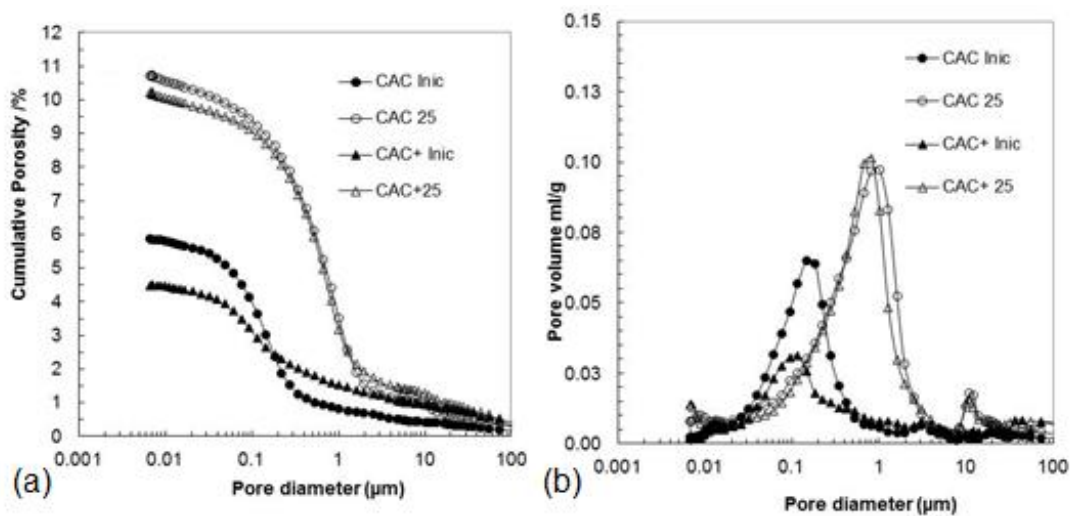 12
11
10
9
8
7
6
5
4
3
2
1
0
Cumulative Porosity /%
CAC Inic
CAC 25
CAC+ Inic
CAC+25
0.001
0.01
0.1
1
10
100
Pore diameter (µm)
(a)
0.15
0.13
0.10
0.08
0.05
0.03
0.00
Pore volume ml/g
CAC Inic
CAC 25
CAC+ Inic
CAC+ 25
0.001
0.01
0.1
1
10
100
Pore diameter (µm)
(b)